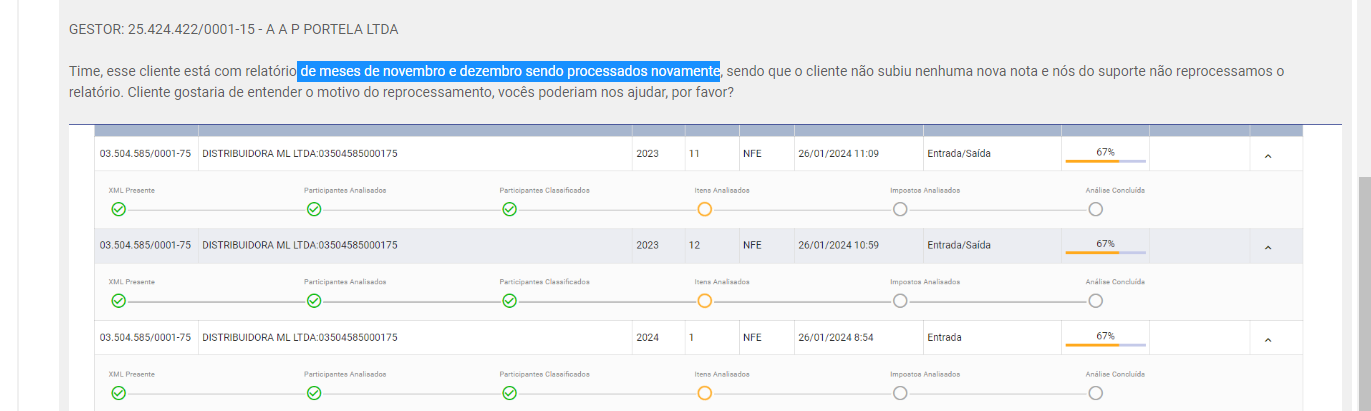 GESTOR: 25.424.422/0001-15 - A A P PORTELA LTDA
Time, esse cliente está com relatório de meses de novembro e dezembro sendo processados novamente, sendo que o cliente não subiu nenhuma nova nota e nós do suporte não reprocessamos o
relatório. Cliente gostaria de entender o motivo do reprocessamento, vocês poderiam nos ajudar, por favor?
03.504.585/0001-75 DISTRIBUIDORA ML LTDA:03504585000175 2023 11 NFE 26/01/2024 11:09 Entrada/Saída 67%
XML Presente Participantes Analisados Participantes Classificados Itens Analisados Impostos Analisados Análise Concluída
03.504.585/0001-75 DISTRIBUIDORA ML LTDA:03504585000175 2023 12 NFE 26/01/2024 10:59 Entrada/Saída 67%
XML Presente Participantes Analisados Participantes Classificados Itens Analisados Impostos Analisados Análise Concluída
03.504.585/0001-75 DISTRIBUIDORA ML LTDA:03504585000175 2024 1 NFE 26/01/2024 8:54 Entrada 67%
XML Presente Participantes Analisados Participantes Classificados Itens Analisados Impostos Analisados Análise Concluída